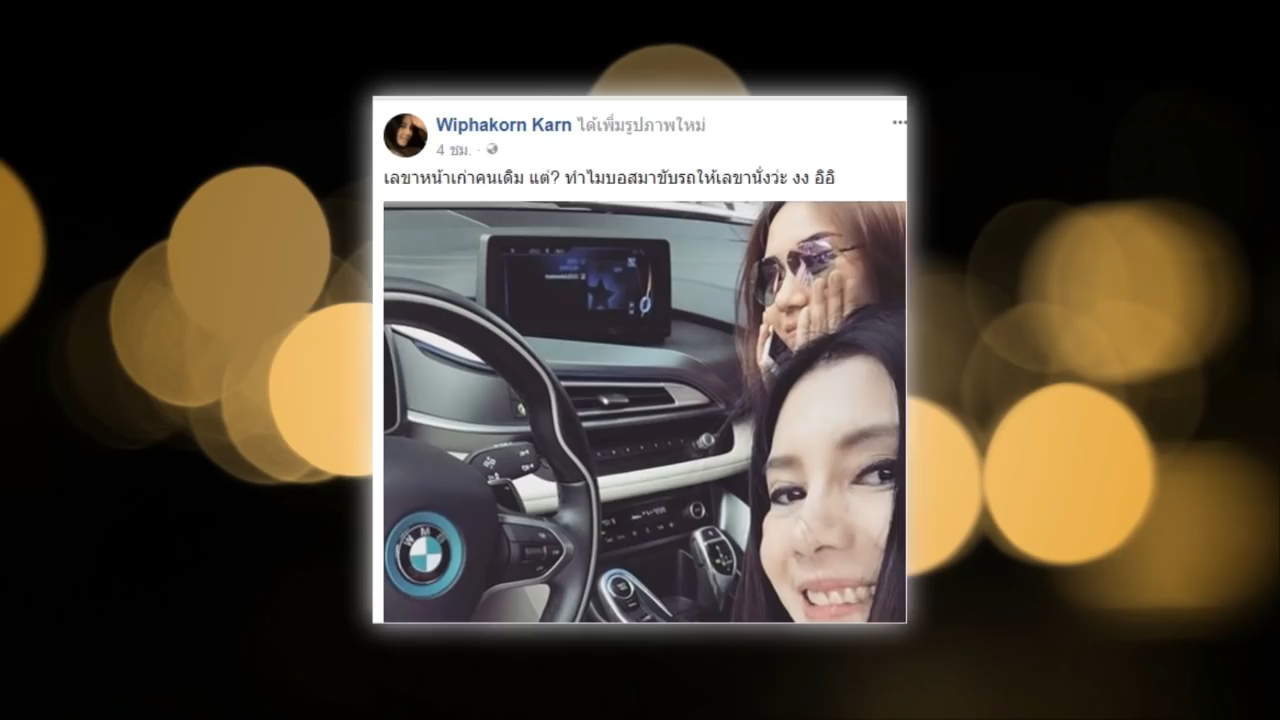 Wiphakorn Karn ได้เพิ่มรูปภาพใหม่
4 ชม. ·
เลขาหน้าเก่าคนเดิม แต่? ทำไมบอสมาขับรถให้เลขานั่งว่ะ งง อิอิ
BMW